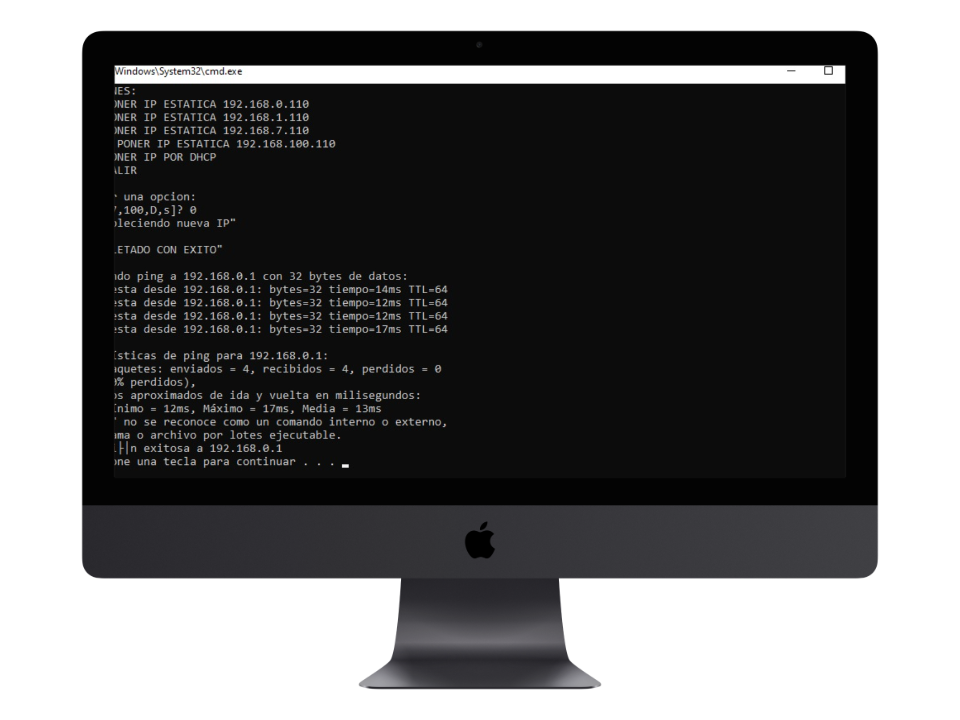 Windows\System32\cmd.exe
NES:
ONER IP ESTATICA 192.168.0.110
ONER IP ESTATICA 192.168.1.110
ONER IP ESTATICA 192.168.7.110
PONER IP ESTATICA 192.168.100.110
ONER IP POR DHCP
ALIR
r una opcion:
7,100,D,s]? 0
bleciendo nueva IP"
LETADO CON EXITO"
ndo ping a 192.168.0.1 con 32 bytes de datos:
esta desde 192.168.0.1: bytes=32 tiempo=14ms TTL=64
esta desde 192.168.0.1: bytes=32 tiempo=12ms TTL=64
esta desde 192.168.0.1: bytes=32 tiempo=12ms TTL=64
esta desde 192.168.0.1: bytes=32 tiempo=17ms TTL=64
ísticas de ping para 192.168.0.1:
aquetes: enviados = 4, recibidos = 4, perdidos = 0
0% perdidos),
os aproximados de ida y vuelta en milisegundos:
ínimo = 12ms, Máximo = 17ms, Media = 13ms
" no se reconoce como un comando interno o externo,
ama o archivo por lotes ejecutable.
i├│n exitosa a 192.168.0.1
one una tecla para continuar . . .